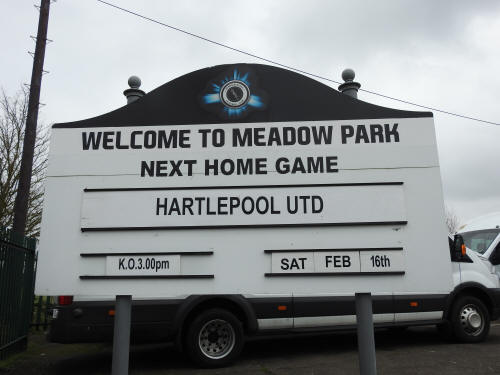 WELCOME TO MEADOW PARK
NEXT HOME GAME
HARTLEPOOL UTD
K.O.3.00pm
SAT FEB 16th